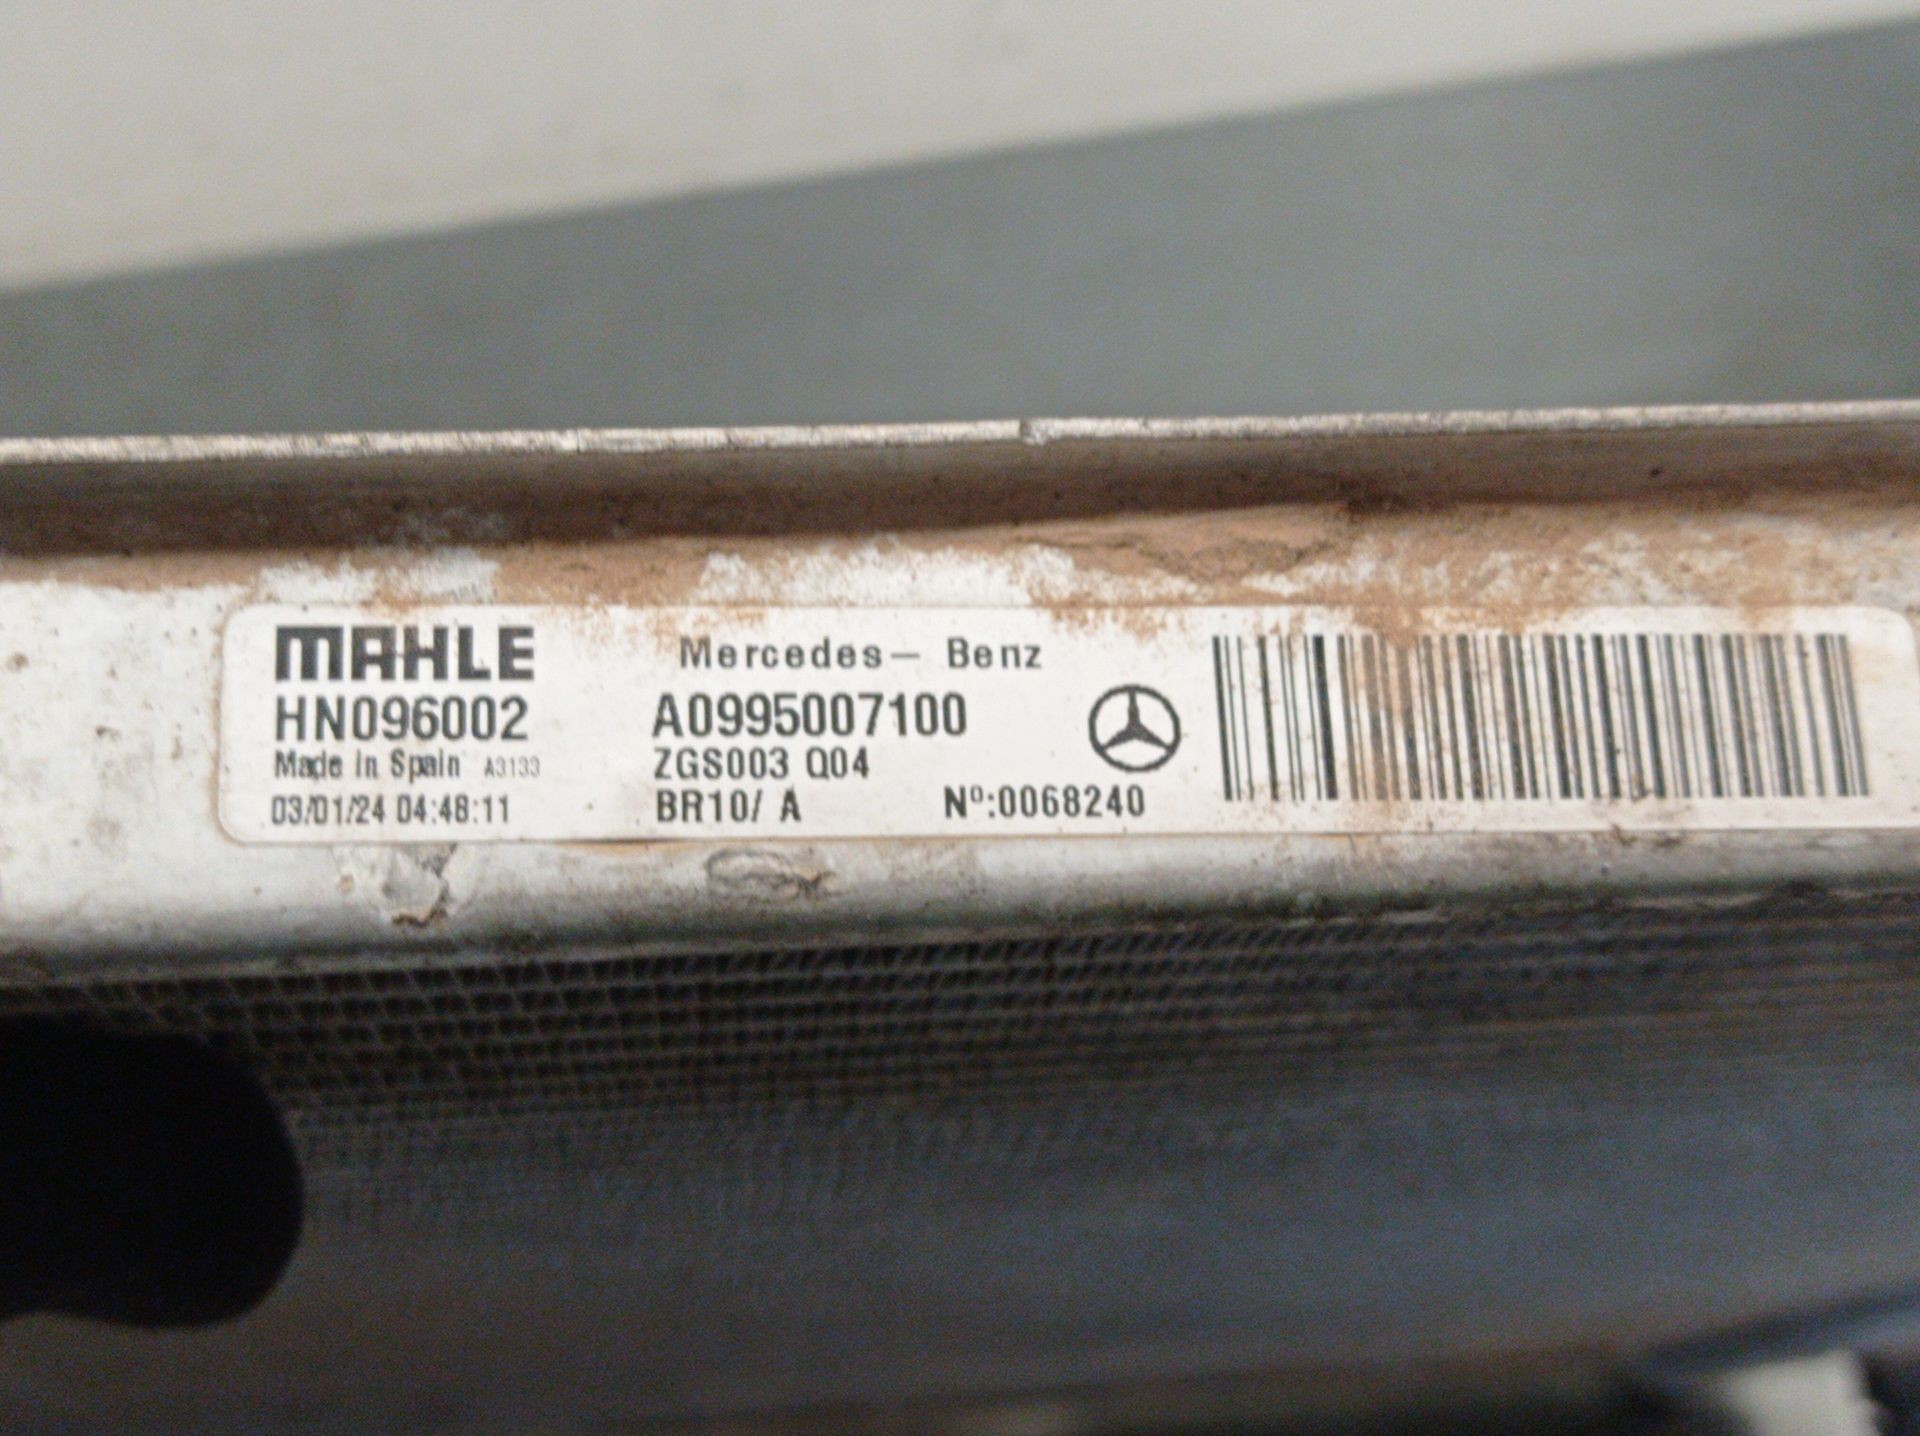 MAHLE
HN096002
Made in Spain A3133
03/01/24 04:48:11
Mercedes- Benz
A0995007100
ZGS003 Q04
BR10/ A Nº:0068240